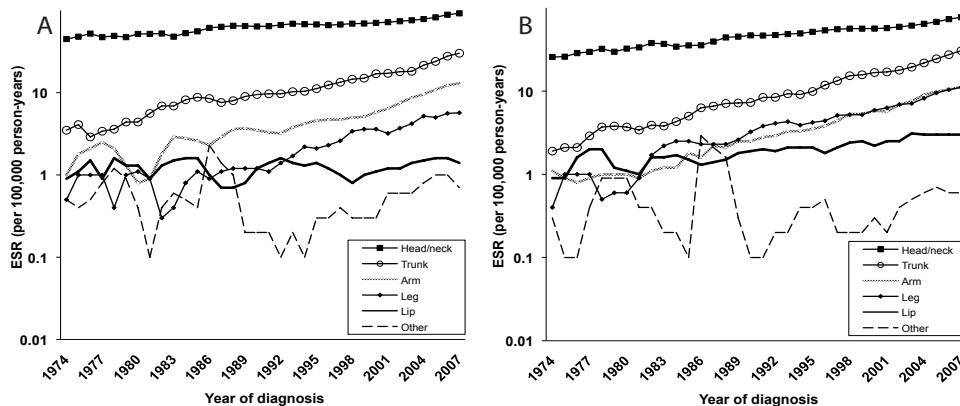 A
ESR (per 100,000 person-years)
10
1
0.1
0.01
Head/neck
Trunk
Arm
Leg
Lip
Other
1974
1977
1980
1983
1986
1989
1992
1995
1998
2001
2004
2007
Year of diagnosis
B
ESR (per 100,000 person-years)
10
1
0.1
0.01
Head/neck
Trunk
Arm
Leg
Lip
Other
1974
1977
1980
1983
1986
1989
1992
1995
1998
2001
2004
2007
Year of diagnosis